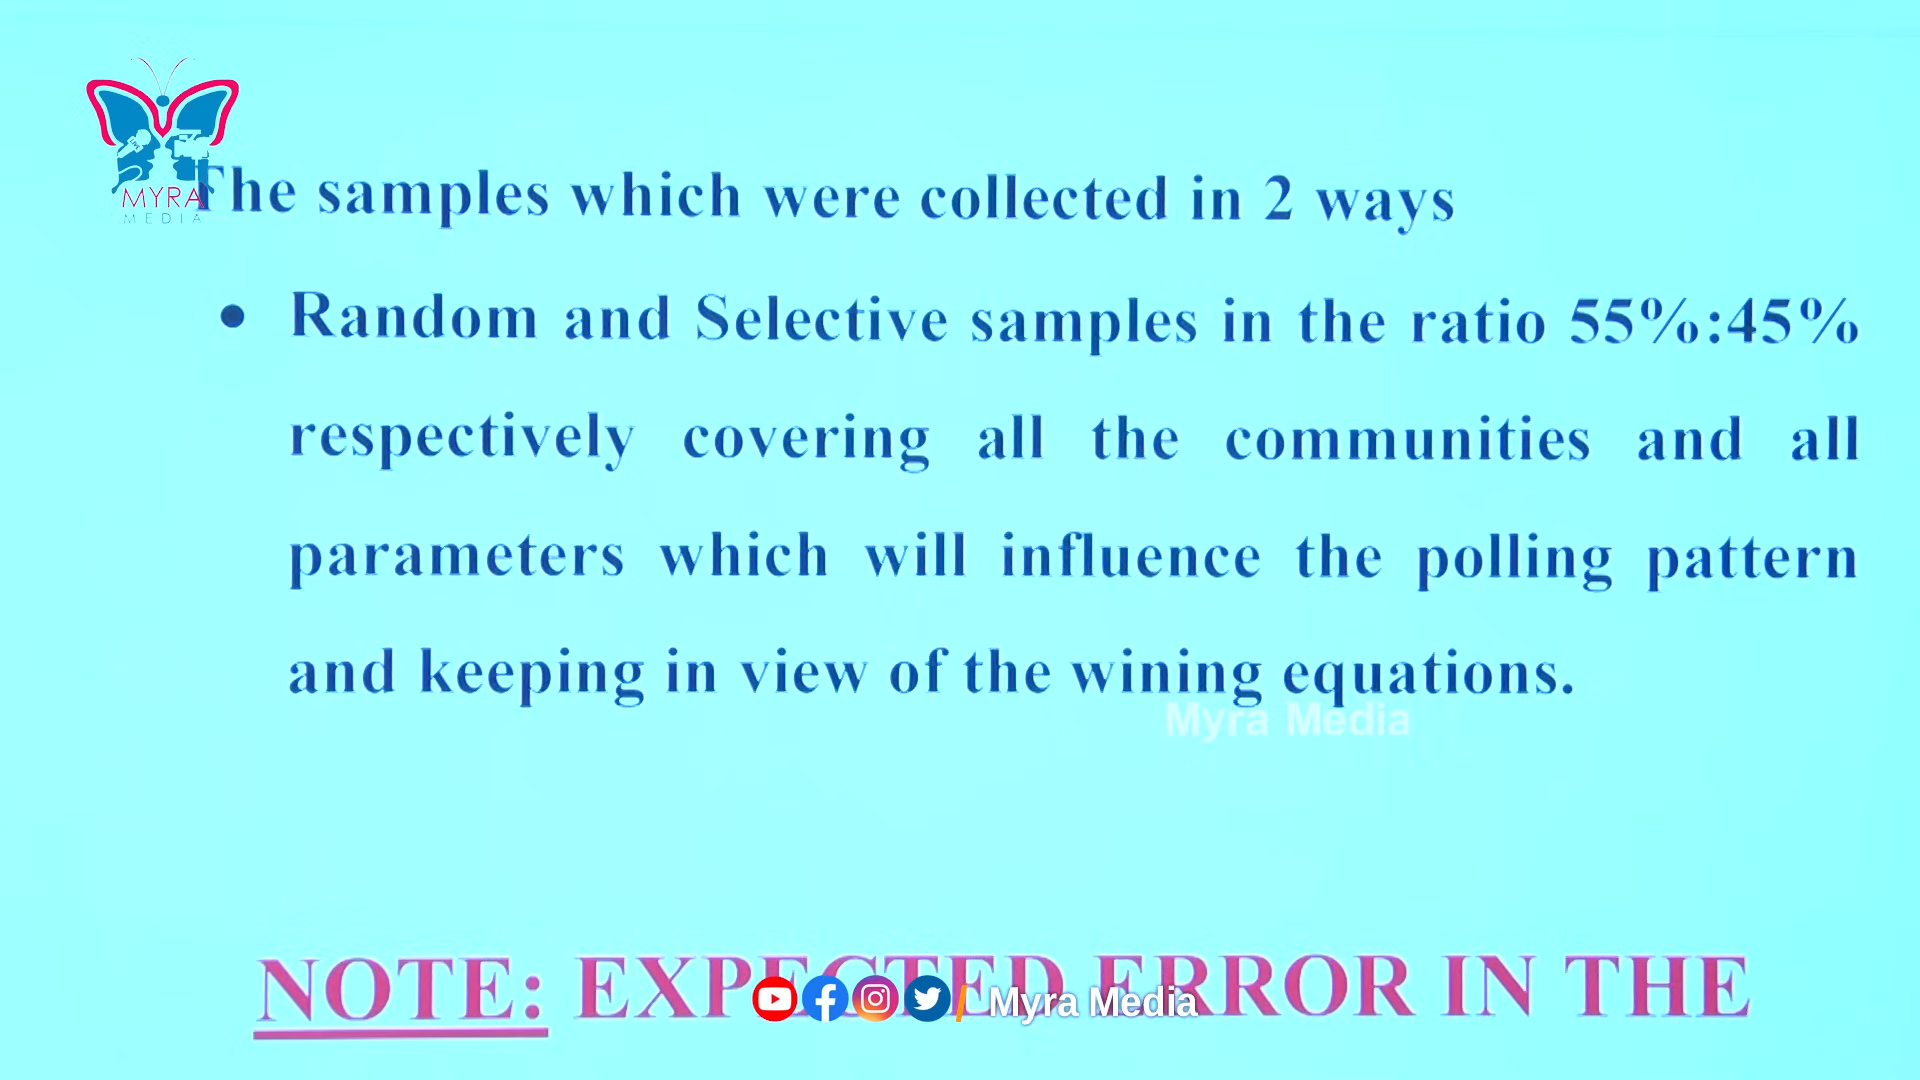 MYRA
MEDIA
The samples which were collected in 2 ways
• Random and Selective samples in the ratio 55%:45%
respectively covering all the communities and all
parameters which will influence the polling pattern
and keeping in view of the wining equations.
Myra Media
NOTE: EXPECTED ERROR IN THE
/ Myra Media